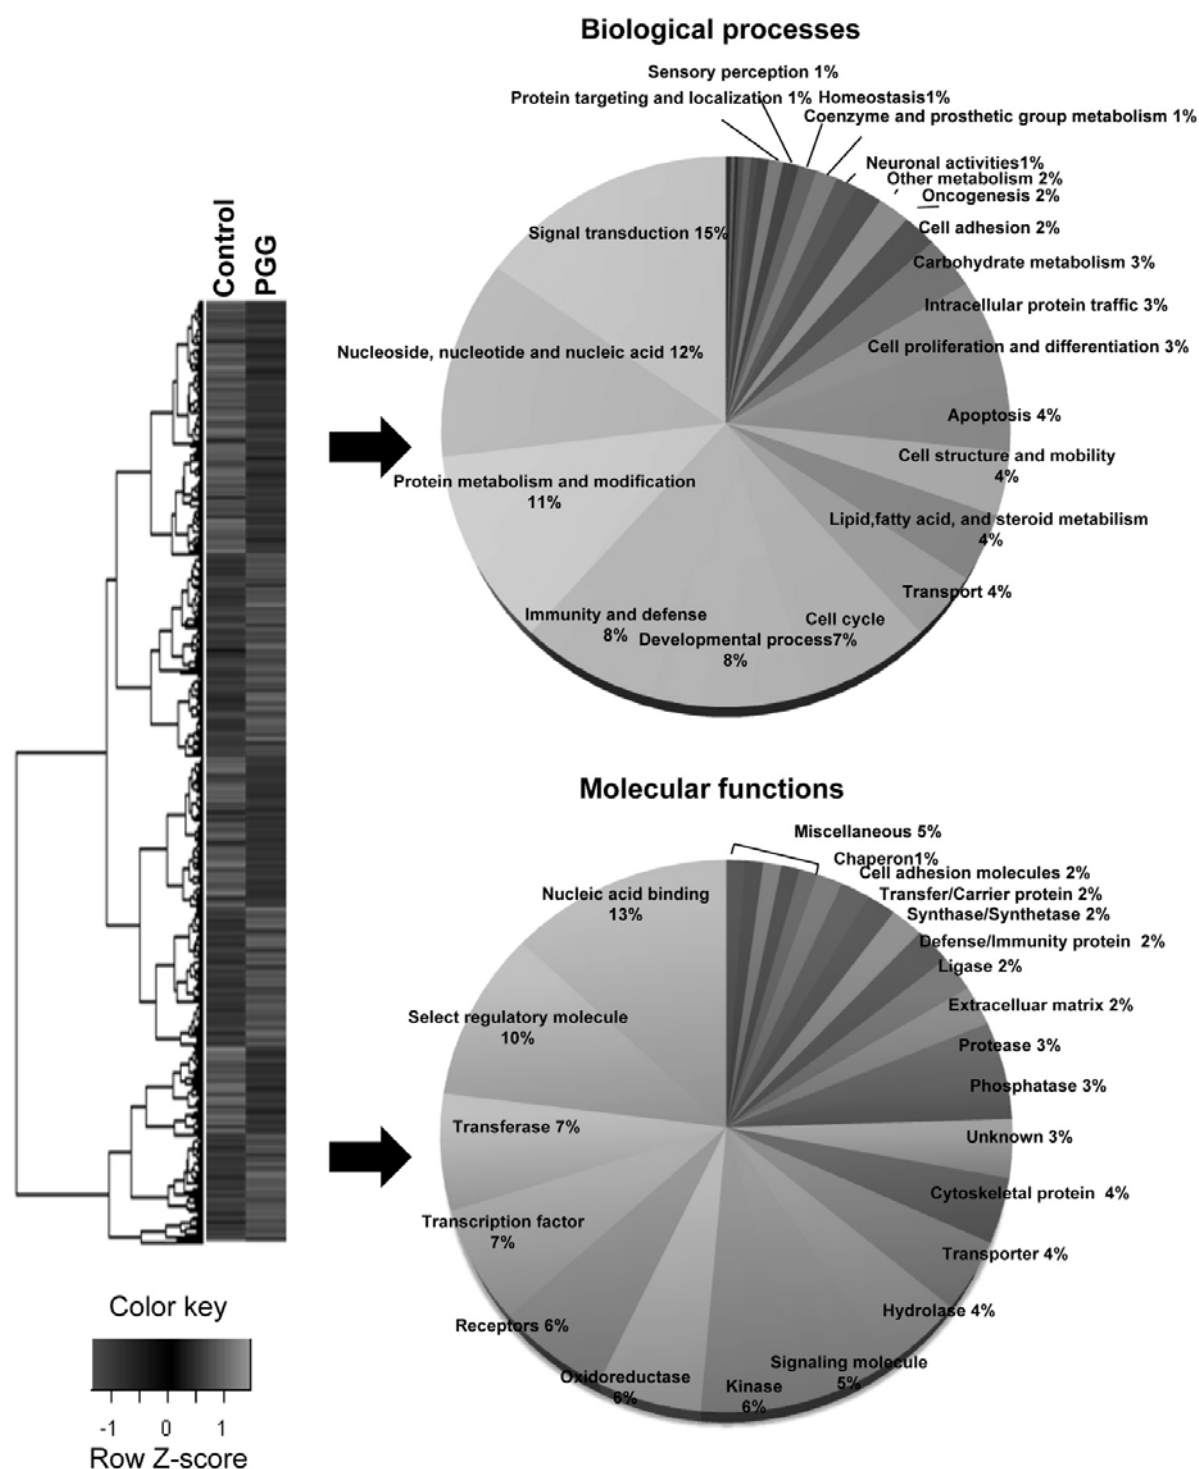 Biological processes
Sensory perception 1%
Protein targeting and localization 1%
Homeostasis1%
Coenzyme and prosthetic group metabolism 1%
Neuronal activities1%
Other metabolism 2%
Oncogenesis 2%
Cell adhesion 2%
Carbohydrate metabolism 3%
Intracellular protein traffic 3%
Cell proliferation and differentiation 3%
Apoptosis 4%
Cell structure and mobility
4%
Lipid,fatty acid, and steroid metabilism
4%
Transport 4%
Cell cycle
7%
Developmental process
8%
Immunity and defense
8%
Protein metabolism and modification
11%
Nucleoside, nucleotide and nucleic acid 12%
Signal transduction 15%
Control
PGG
Molecular functions
Miscellaneous 5%
Chaperon1%
Cell adhesion molecules 2%
Transfer/Carrier protein 2%
Synthase/Synthetase 2%
Defense/Immunity protein 2%
Ligase 2%
Extracelluar matrix 2%
Protease 3%
Phosphatase 3%
Unknown 3%
Cytoskeletal protein 4%
Transporter 4%
Hydrolase 4%
Signaling molecule
5%
Kinase
6%
Oxidoreductase
6%
Receptors 6%
Transcription factor
7%
Transferase 7%
Select regulatory molecule
10%
Nucleic acid binding
13%
Color key
-1 0 1
Row Z-score